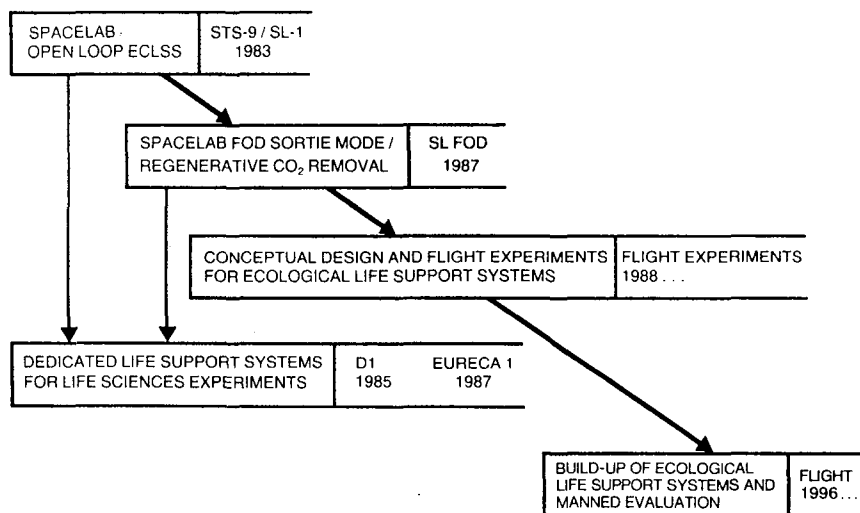 SPACELAB
OPEN LOOP ECLSS
STS-9 / SL-1
1983
SPACELAB FOD SORTIE MODE /
REGENERATIVE CO₂ REMOVAL
SL FOD
1987
CONCEPTUAL DESIGN AND FLIGHT EXPERIMENTS
FOR ECOLOGICAL LIFE SUPPORT SYSTEMS
FLIGHT EXPERIMENTS
1988 . . .
DEDICATED LIFE SUPPORT SYSTEMS
FOR LIFE SCIENCES EXPERIMENTS
D1
1985
EURECA 1
1987
BUILD-UP OF ECOLOGICAL
LIFE SUPPORT SYSTEMS AND
MANNED EVALUATION
FLIGHT
1996 . . .